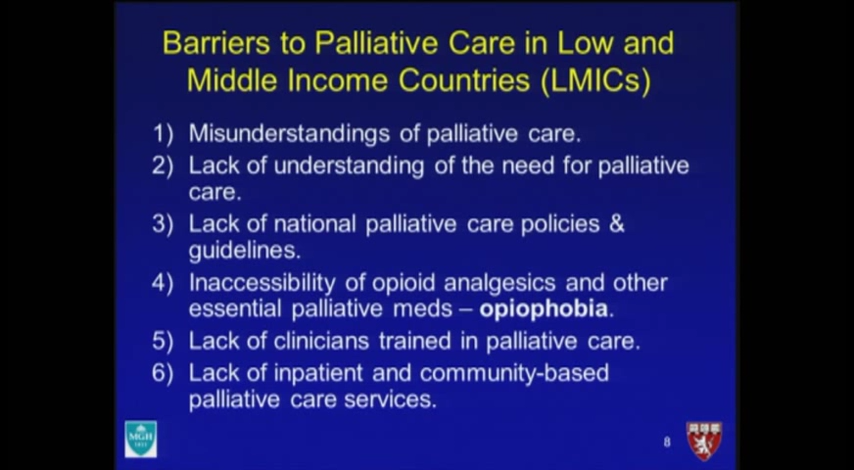 Barriers to Palliative Care in Low and
Middle Income Countries (LMICs)
1) Misunderstandings of palliative care.
2) Lack of understanding of the need for palliative
care.
3) Lack of national palliative care policies &
guidelines.
4) Inaccessibility of opioid analgesics and other
essential palliative meds – opiophobia.
5) Lack of clinicians trained in palliative care.
6) Lack of inpatient and community-based
palliative care services.
MGH
1811
8